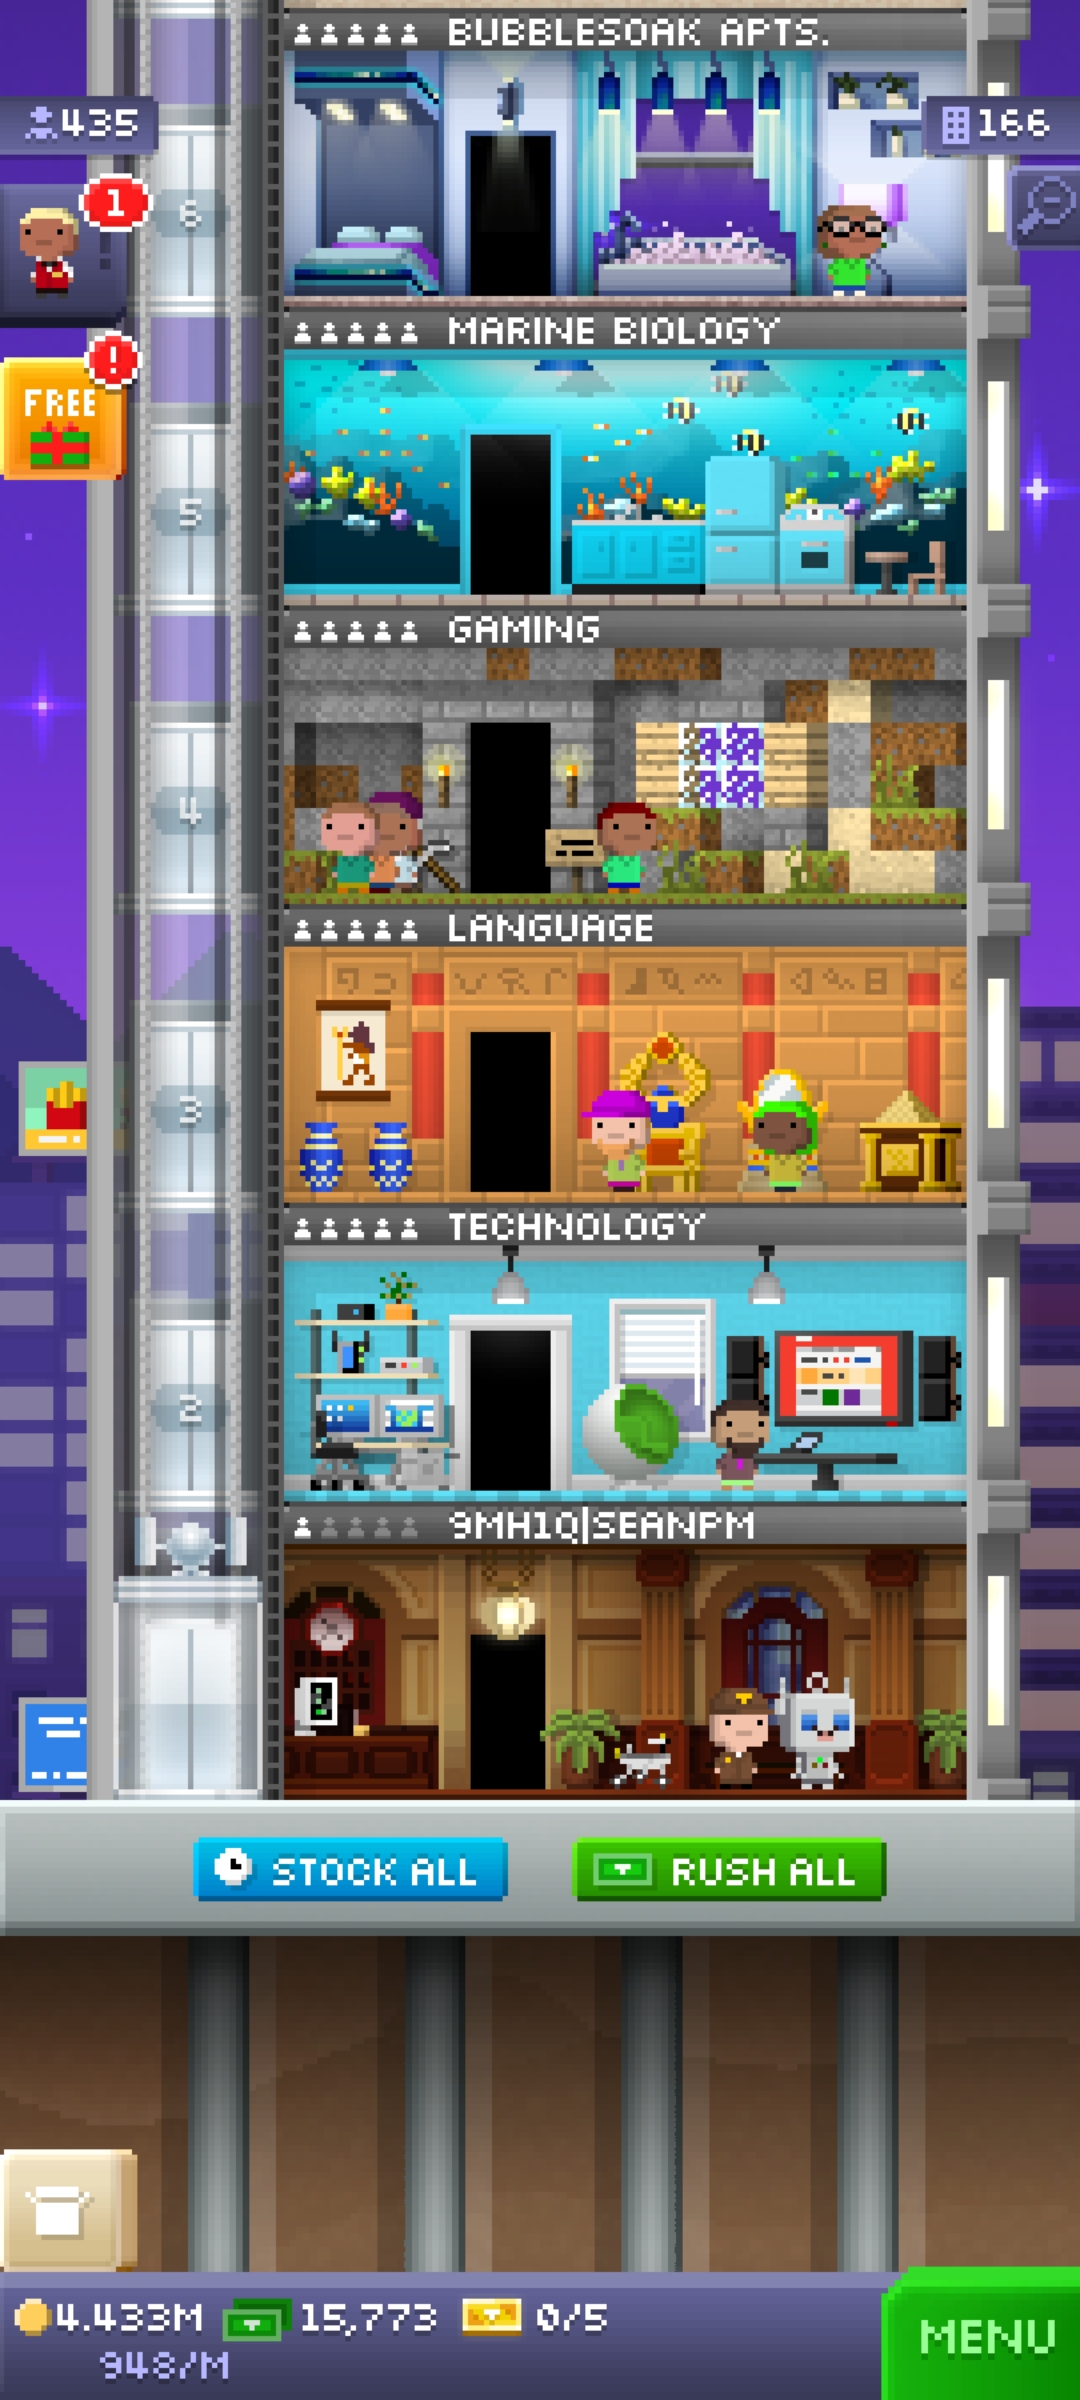 BUBBLESOAK APTS.
435
166
1
6
MARINE BIOLOGY
!
FREE
5
GAMING
4
LANGUAGE
3
TECHNOLOGY
2
9MH1Q|SEANPM
STOCK ALL
RUSH ALL
4.433M
15,773
0/5
948/M
MENU